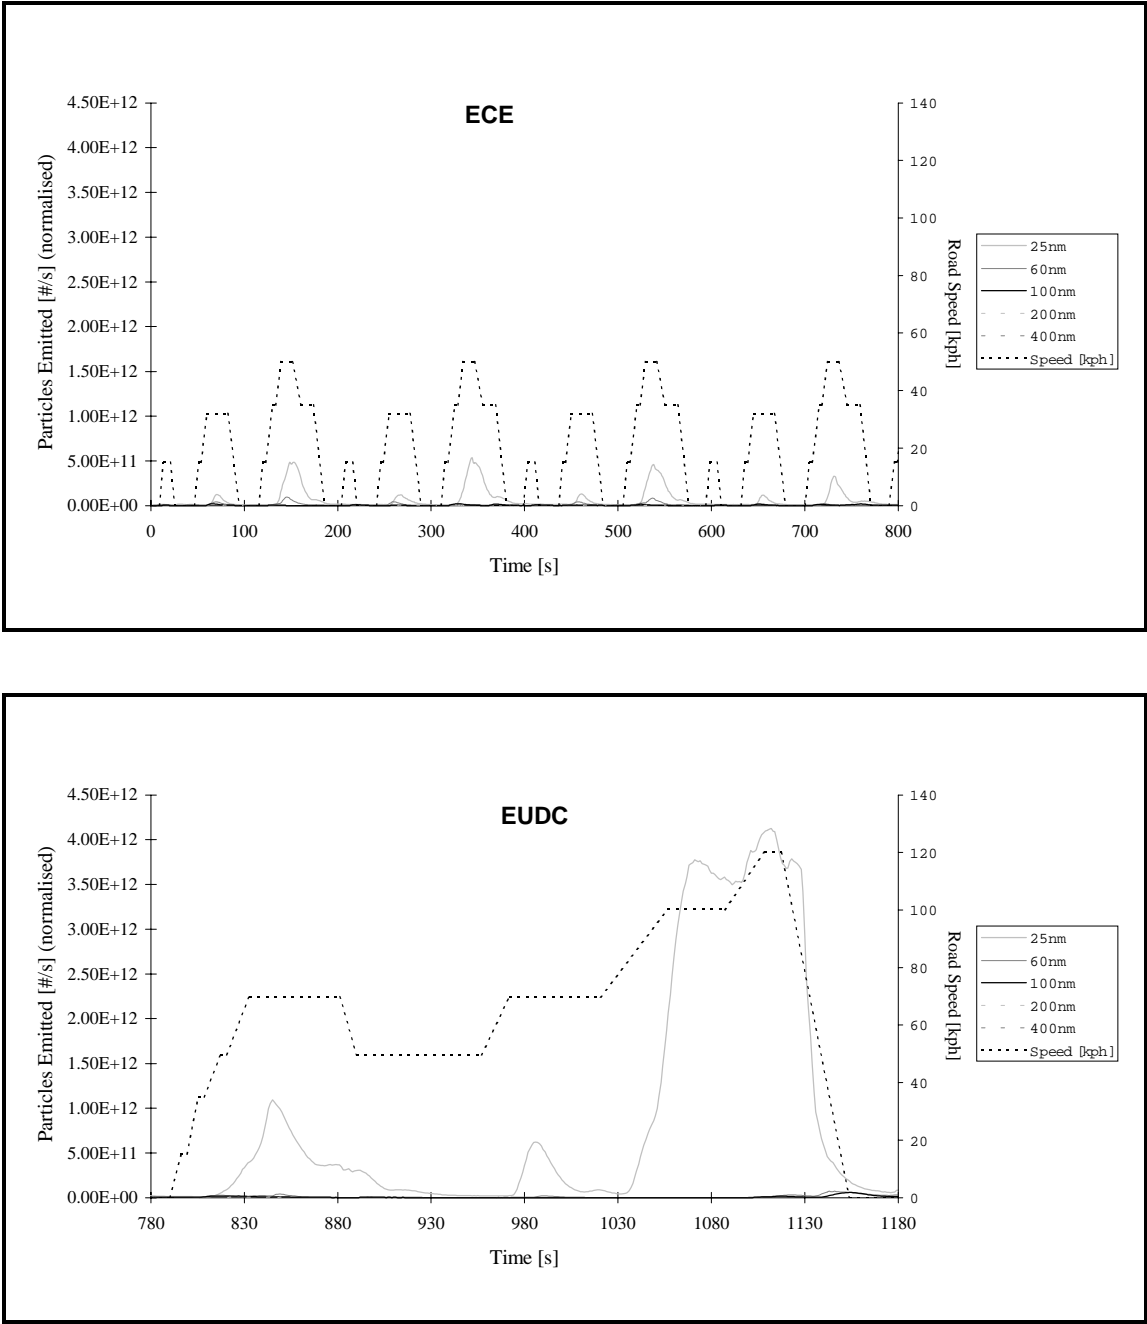 ECE
4.50E+12
4.00E+12
3.50E+12
3.00E+12
2.50E+12
2.00E+12
1.50E+12
1.00E+12
5.00E+11
0.00E+00
Particles Emitted [#/s] (normalised)
0 100 200 300 400 500 600 700 800
Time [s]
140
120
100
80
60
40
20
0
Road Speed [kph]
25nm
60nm
100nm
200nm
400nm
Speed [kph]
EUDC
4.50E+12
4.00E+12
3.50E+12
3.00E+12
2.50E+12
2.00E+12
1.50E+12
1.00E+12
5.00E+11
0.00E+00
Particles Emitted [#/s] (normalised)
780 830 880 930 980 1030 1080 1130 1180
Time [s]
140
120
100
80
60
40
20
0
Road Speed [kph]
25nm
60nm
100nm
200nm
400nm
Speed [kph]